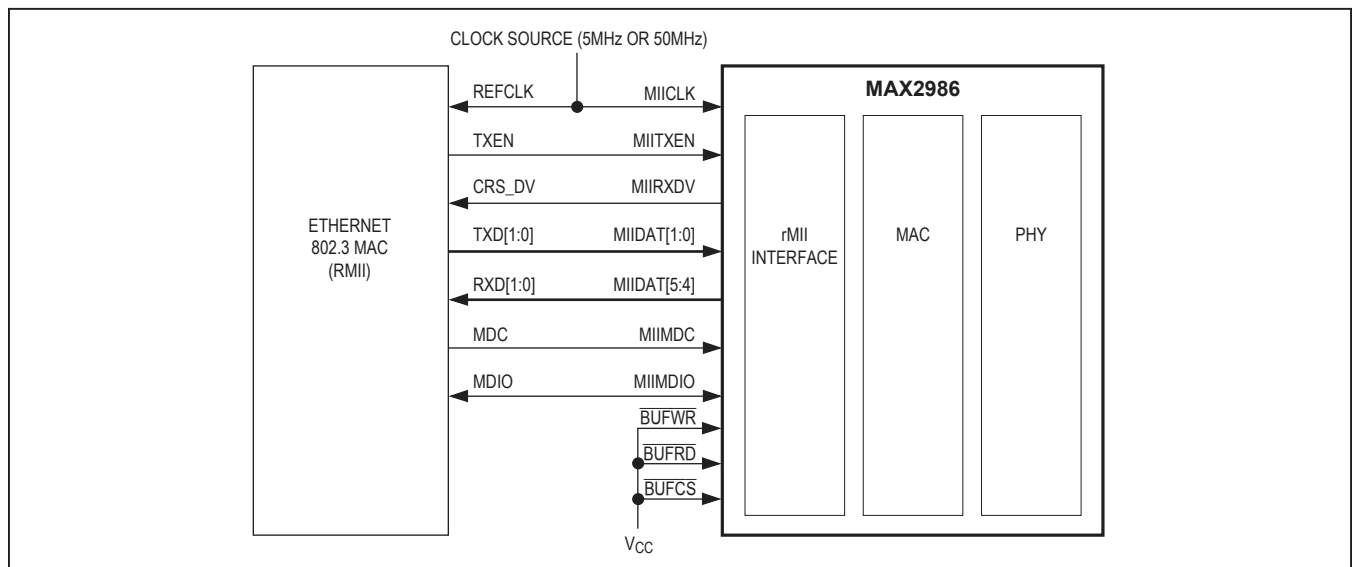 CLOCK SOURCE (5MHz OR 50MHz)
MAX2986
REFCLK MIICLK
TXEN MIITXEN
CRS_DV MIIRXDV
ETHERNET
802.3 MAC
(RMII)
TXD[1:0] MIIDAT[1:0]
rMII
INTERFACE
MAC
PHY
RXD[1:0] MIIDAT[5:4]
MDC MIIMDC
MDIO MIIMDIO
BUFWR
BUFRD
BUFCS
VCC